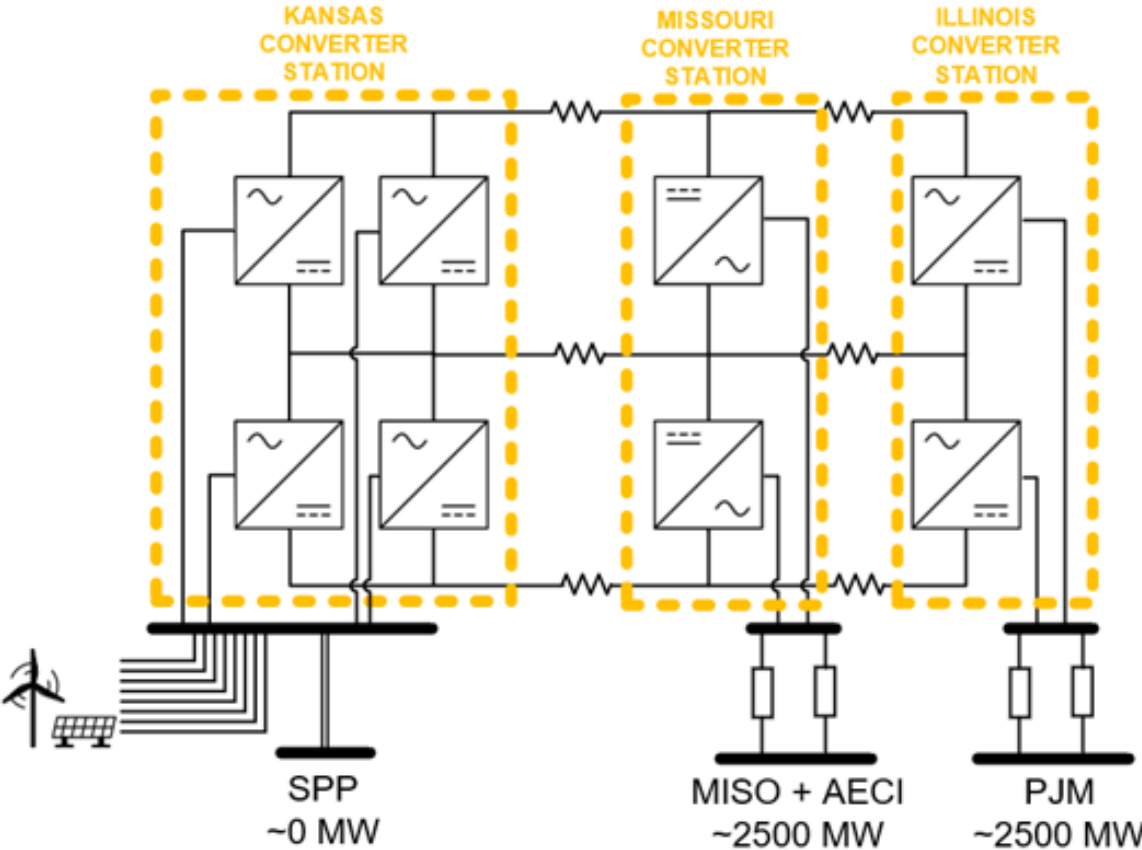 KANSAS
CONVERTER
STATION
MISSOURI
CONVERTER
STATION
ILLINOIS
CONVERTER
STATION
SPP
~0 MW
MISO + AECI
~2500 MW
PJM
~2500 MW